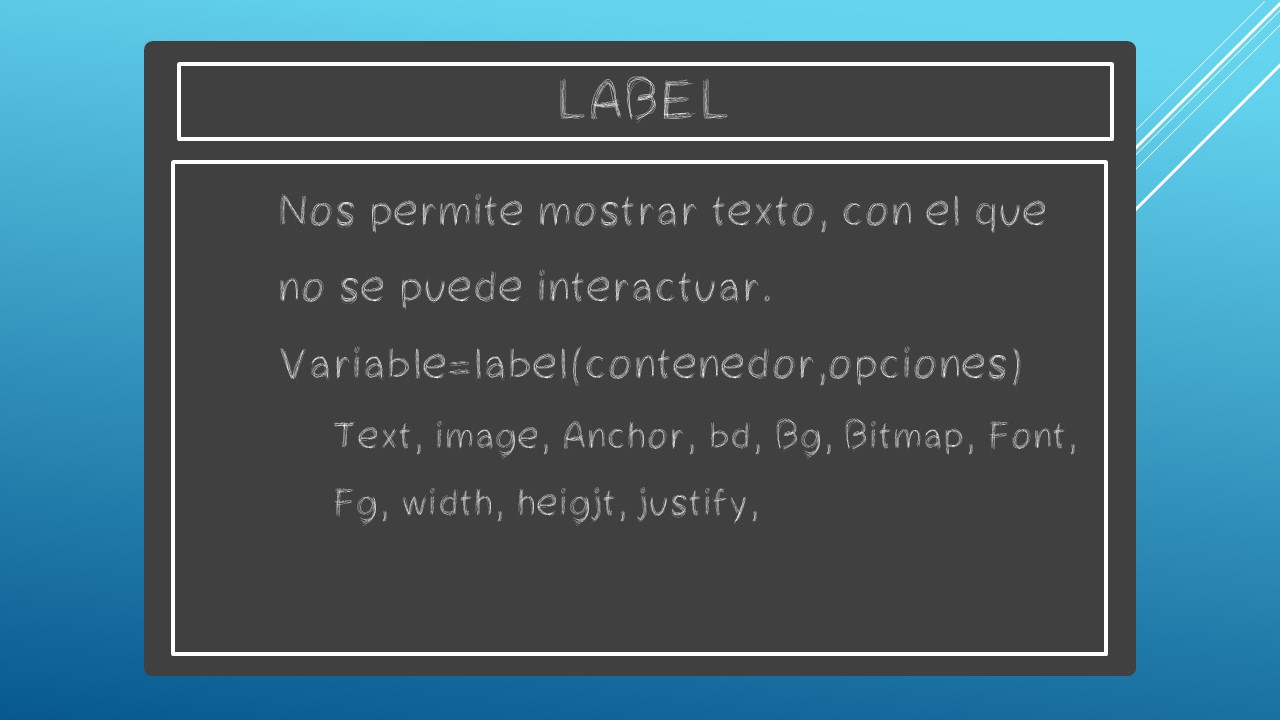 LABEL
Nos permite mostrar texto, con el que
no se puede interactuar.
Variable=label(contenedor,opciones)
Text, image, Anchor, bd, Bg, Bitmap, Font,
Fg, width, heigjt, justify,